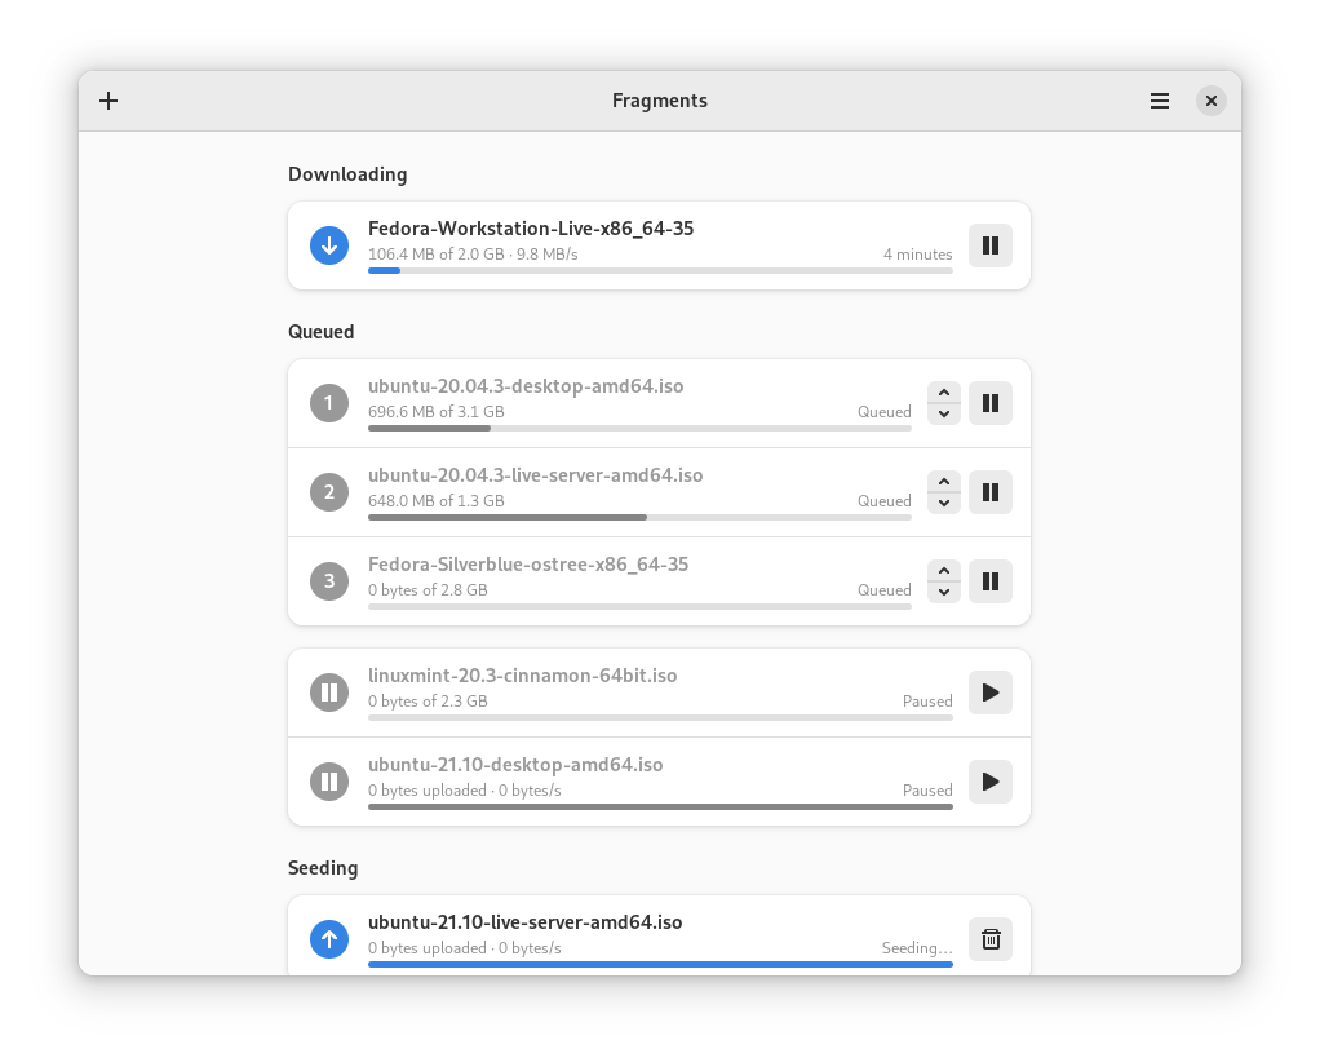 Fragments
Downloading
Fedora-Workstation-Live-x86_64-35
106.4 MB of 2.0 GB · 9.8 MB/s
4 minutes
Queued
1
ubuntu-20.04.3-desktop-amd64.iso
696.6 MB of 3.1 GB
Queued
2
ubuntu-20.04.3-live-server-amd64.iso
648.0 MB of 1.3 GB
Queued
3
Fedora-Silverblue-ostree-x86_64-35
0 bytes of 2.8 GB
Queued
linuxmint-20.3-cinnamon-64bit.iso
0 bytes of 2.3 GB
Paused
ubuntu-21.10-desktop-amd64.iso
0 bytes uploaded · 0 bytes/s
Paused
Seeding
ubuntu-21.10-live-server-amd64.iso
0 bytes uploaded · 0 bytes/s
Seeding…